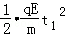 1/2 · qE/m t₁²